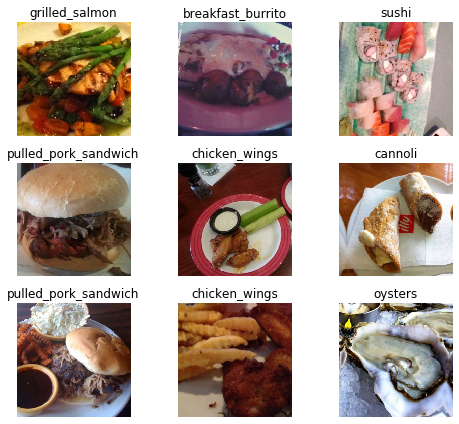 grilled_salmon
breakfast_burrito
sushi
pulled_pork_sandwich
chicken_wings
cannoli
pulled_pork_sandwich
chicken_wings
oysters